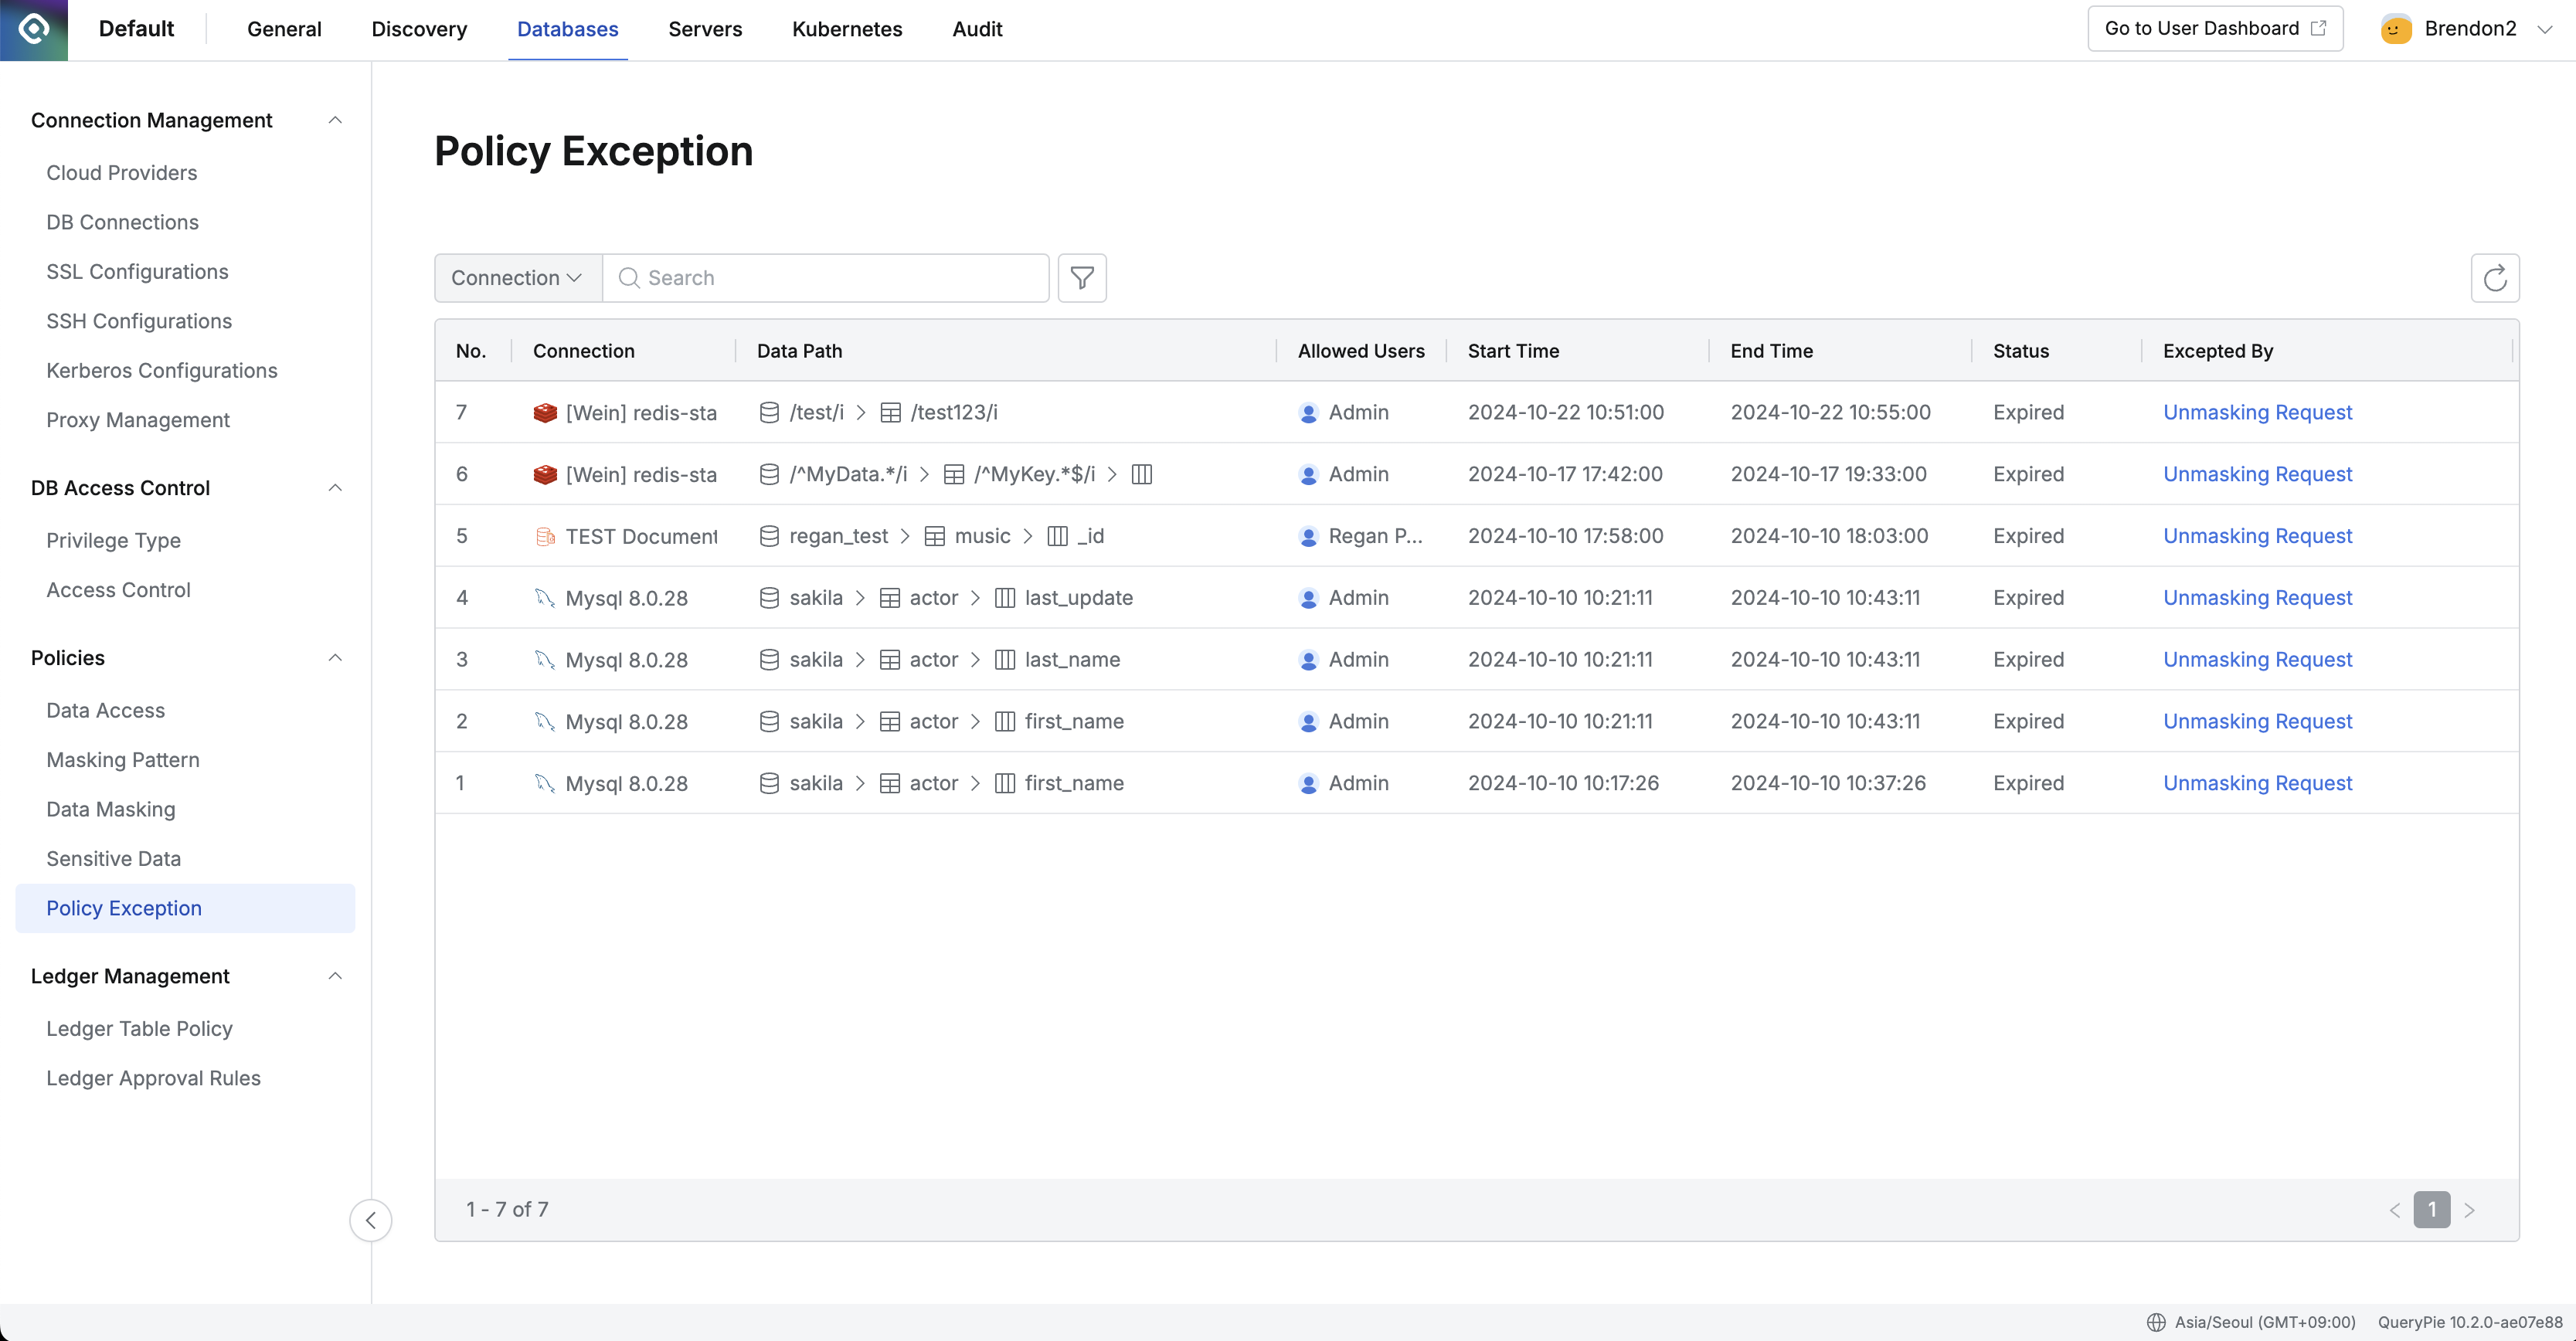 Default General Discovery Databases Servers Kubernetes Audit Go to User Dashboard Brendon2
Connection Management
Cloud Providers
DB Connections
SSL Configurations
SSH Configurations
Kerberos Configurations
Proxy Management
DB Access Control
Privilege Type
Access Control
Policies
Data Access
Masking Pattern
Data Masking
Sensitive Data
Policy Exception
Ledger Management
Ledger Table Policy
Ledger Approval Rules
Policy Exception
Connection Search
No. Connection Data Path Allowed Users Start Time End Time Status Excepted By
7 [Wein] redis-sta /test/i /test123/i Admin 2024-10-22 10:51:00 2024-10-22 10:55:00 Expired Unmasking Request
6 [Wein] redis-sta /^MyData.*/i /^MyKey.*$/i Admin 2024-10-17 17:42:00 2024-10-17 19:33:00 Expired Unmasking Request
5 TEST Document regan_test music _id Regan P... 2024-10-10 17:58:00 2024-10-10 18:03:00 Expired Unmasking Request
4 Mysql 8.0.28 sakila actor last_update Admin 2024-10-10 10:21:11 2024-10-10 10:43:11 Expired Unmasking Request
3 Mysql 8.0.28 sakila actor last_name Admin 2024-10-10 10:21:11 2024-10-10 10:43:11 Expired Unmasking Request
2 Mysql 8.0.28 sakila actor first_name Admin 2024-10-10 10:21:11 2024-10-10 10:43:11 Expired Unmasking Request
1 Mysql 8.0.28 sakila actor first_name Admin 2024-10-10 10:17:26 2024-10-10 10:37:26 Expired Unmasking Request
1 - 7 of 7 1
Asia/Seoul (GMT+09:00) QueryPie 10.2.0-ae07e88